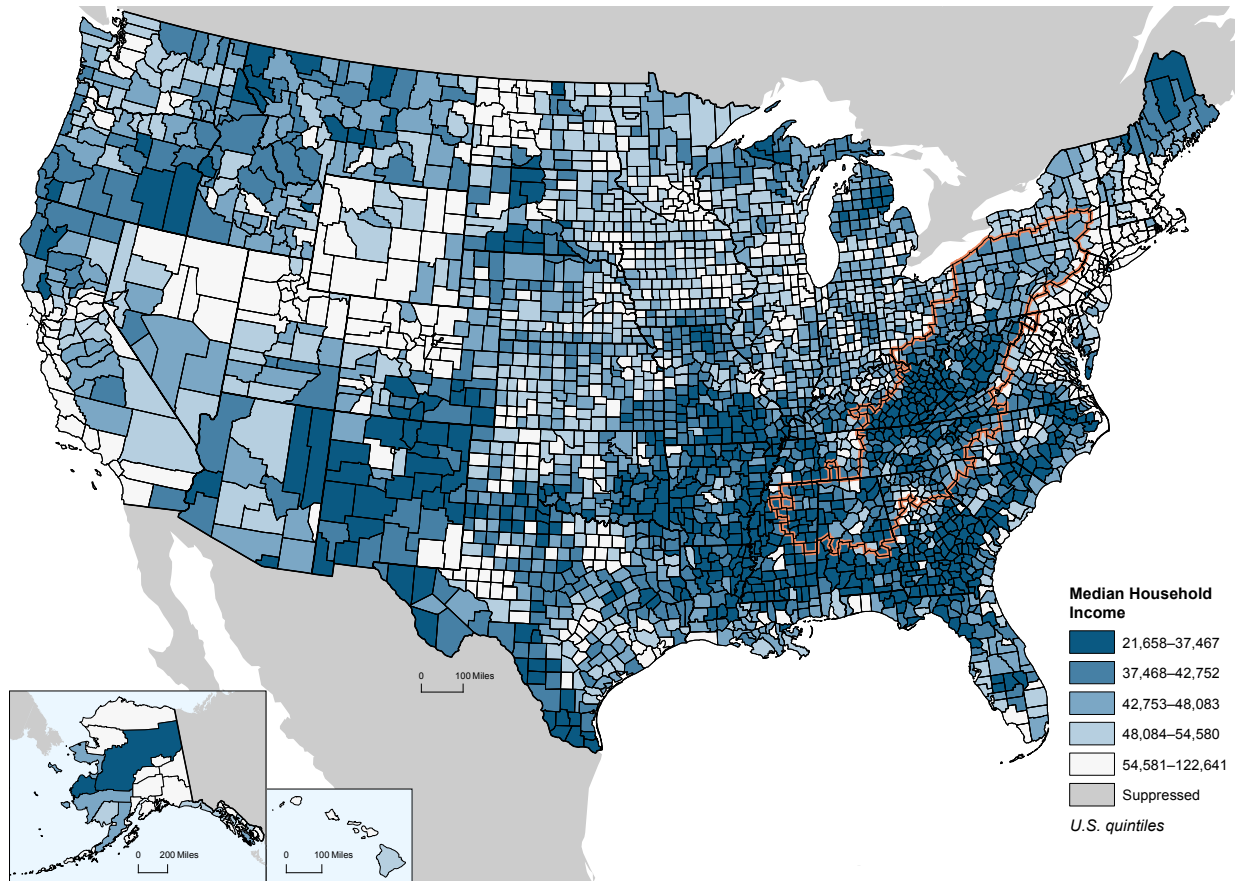 Median Household
Income
21,658–37,467
37,468–42,752
42,753–48,083
48,084–54,580
54,581–122,641
Suppressed
U.S. quintiles
0 100 Miles
0 200 Miles
0 100 Miles